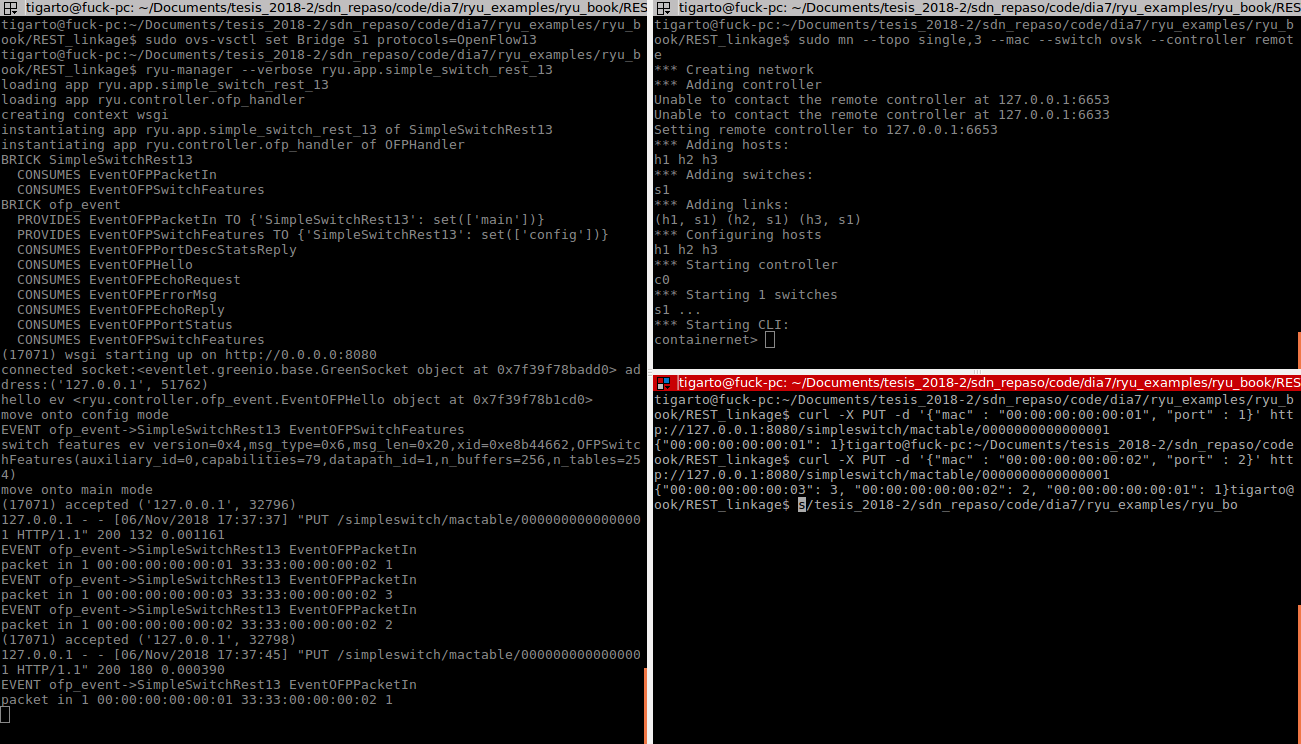 tigarto@fuck-pc: ~/Documents/tesis_2018-2/sdn_repaso/code/dia7/ryu_examples/ryu_book/RES
tigarto@fuck-pc:~/Documents/tesis_2018-2/sdn_repaso/code/dia7/ryu_examples/ryu_b
ook/REST_linkage$ sudo ovs-vsctl set Bridge s1 protocols=OpenFlow13
tigarto@fuck-pc:~/Documents/tesis_2018-2/sdn_repaso/code/dia7/ryu_examples/ryu_b
ook/REST_linkage$ ryu-manager --verbose ryu.app.simple_switch_rest_13
loading app ryu.app.simple_switch_rest_13
loading app ryu.controller.ofp_handler
creating context wsgi
instantiating app ryu.app.simple_switch_rest_13 of SimpleSwitchRest13
instantiating app ryu.controller.ofp_handler of OFPHandler
BRICK SimpleSwitchRest13
  CONSUMES EventOFPPacketIn
  CONSUMES EventOFPSwitchFeatures
BRICK ofp_event
  PROVIDES EventOFPPacketIn TO {'SimpleSwitchRest13': set(['main'])}
  PROVIDES EventOFPSwitchFeatures TO {'SimpleSwitchRest13': set(['config'])}
  CONSUMES EventOFPPortDescStatsReply
  CONSUMES EventOFPHello
  CONSUMES EventOFPEchoRequest
  CONSUMES EventOFPErrorMsg
  CONSUMES EventOFPEchoReply
  CONSUMES EventOFPPortStatus
  CONSUMES EventOFPSwitchFeatures
(17071) wsgi starting up on http://0.0.0.0:8080
connected socket:<eventlet.greenio.base.GreenSocket object at 0x7f39f78badd0> ad
dress:('127.0.0.1', 51762)
hello ev <ryu.controller.ofp_event.EventOFPHello object at 0x7f39f78b1cd0>
move onto config mode
EVENT ofp_event->SimpleSwitchRest13 EventOFPSwitchFeatures
switch features ev version=0x4,msg_type=0x6,msg_len=0x20,xid=0xe8b44662,OFPSwitc
hFeatures(auxiliary_id=0,capabilities=79,datapath_id=1,n_buffers=256,n_tables=25
4)
move onto main mode
(17071) accepted ('127.0.0.1', 32796)
127.0.0.1 - - [06/Nov/2018 17:37:37] "PUT /simpleswitch/mactable/000000000000000
1 HTTP/1.1" 200 132 0.001161
EVENT ofp_event->SimpleSwitchRest13 EventOFPPacketIn
packet in 1 00:00:00:00:00:01 33:33:00:00:00:02 1
EVENT ofp_event->SimpleSwitchRest13 EventOFPPacketIn
packet in 1 00:00:00:00:00:03 33:33:00:00:00:02 3
EVENT ofp_event->SimpleSwitchRest13 EventOFPPacketIn
packet in 1 00:00:00:00:00:02 33:33:00:00:00:02 2
(17071) accepted ('127.0.0.1', 32798)
127.0.0.1 - - [06/Nov/2018 17:37:45] "PUT /simpleswitch/mactable/000000000000000
1 HTTP/1.1" 200 180 0.000390
EVENT ofp_event->SimpleSwitchRest13 EventOFPPacketIn
packet in 1 00:00:00:00:00:01 33:33:00:00:00:02 1
tigarto@fuck-pc: ~/Documents/tesis_2018-2/sdn_repaso/code/dia7/ryu_examples/ryu_book/RES
tigarto@fuck-pc:~/Documents/tesis_2018-2/sdn_repaso/code/dia7/ryu_examples/ryu_b
ook/REST_linkage$ sudo mn --topo single,3 --mac --switch ovsk --controller remot
e
*** Creating network
*** Adding controller
Unable to contact the remote controller at 127.0.0.1:6653
Unable to contact the remote controller at 127.0.0.1:6633
Setting remote controller to 127.0.0.1:6653
*** Adding hosts:
h1 h2 h3
*** Adding switches:
s1
*** Adding links:
(h1, s1) (h2, s1) (h3, s1)
*** Configuring hosts
h1 h2 h3
*** Starting controller
c0
*** Starting 1 switches
s1 ...
*** Starting CLI:
containernet>
tigarto@fuck-pc: ~/Documents/tesis_2018-2/sdn_repaso/code/dia7/ryu_examples/ryu_book/RES
tigarto@fuck-pc:~/Documents/tesis_2018-2/sdn_repaso/code/dia7/ryu_examples/ryu_b
ook/REST_linkage$ curl -X PUT -d '{"mac" : "00:00:00:00:00:01", "port" : 1}' htt
p://127.0.0.1:8080/simpleswitch/mactable/0000000000000001
{"00:00:00:00:00:01": 1}tigarto@fuck-pc:~/Documents/tesis_2018-2/sdn_repaso/code
ook/REST_linkage$ curl -X PUT -d '{"mac" : "00:00:00:00:00:02", "port" : 2}' htt
p://127.0.0.1:8080/simpleswitch/mactable/0000000000000001
{"00:00:00:00:00:03": 3, "00:00:00:00:00:02": 2, "00:00:00:00:00:01": 1}tigarto@
ook/REST_linkage$ s/tesis_2018-2/sdn_repaso/code/dia7/ryu_examples/ryu_bo